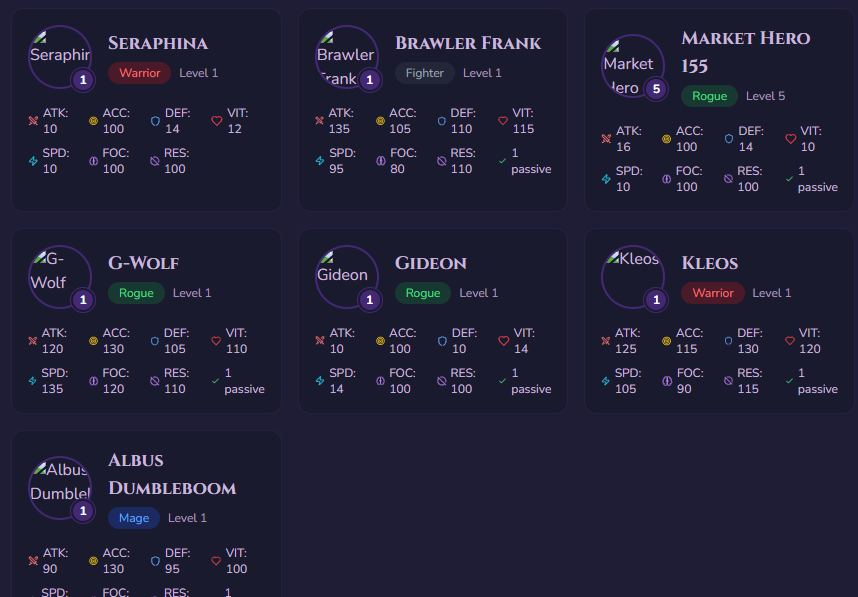 Seraphina
Seraphin
1
Warrior
Level 1
ATK: ACC: DEF: VIT:
10 100 14 12
SPD: FOC: RES:
10 100 100
Brawler Frank
Brawler
Frank
1
Fighter
Level 1
ATK: ACC: DEF: VIT:
135 105 110 115
SPD: FOC: RES: 1
95 80 110 passive
Market Hero
155
Market
Hero
5
Rogue
Level 5
ATK: ACC: DEF: VIT:
16 100 14 10
SPD: FOC: RES: 1
10 100 100 passive
G-Wolf
G-
Wolf
1
Rogue
Level 1
ATK: ACC: DEF: VIT:
120 130 105 110
SPD: FOC: RES: 1
135 120 110 passive
Gideon
Gideon
1
Rogue
Level 1
ATK: ACC: DEF: VIT:
10 100 10 14
SPD: FOC: RES: 1
14 100 100 passive
Kleos
Kleos
1
Warrior
Level 1
ATK: ACC: DEF: VIT:
125 115 130 120
SPD: FOC: RES: 1
105 90 115 passive
Albus
Dumbleboom
Albus
Dumblel
1
Mage
Level 1
ATK: ACC: DEF: VIT:
90 130 95 100
SPD: FOC: RES: 1